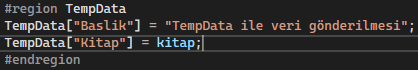 #region TempData
TempData["Baslik"] = "TempData ile veri gönderilmesi";
TempData["Kitap"] = kitap;
#endregion